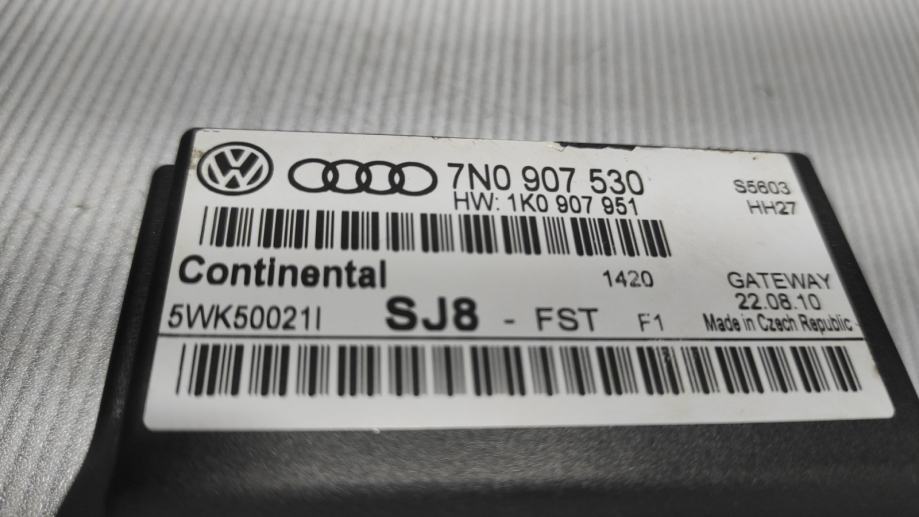 7N0 907 530
HW: 1K0 907 951
S5603
HH27
Continental
1420
GATEWAY
22.08.10
5WK50021I
SJ8 - FST F1
Made in Czech Republic